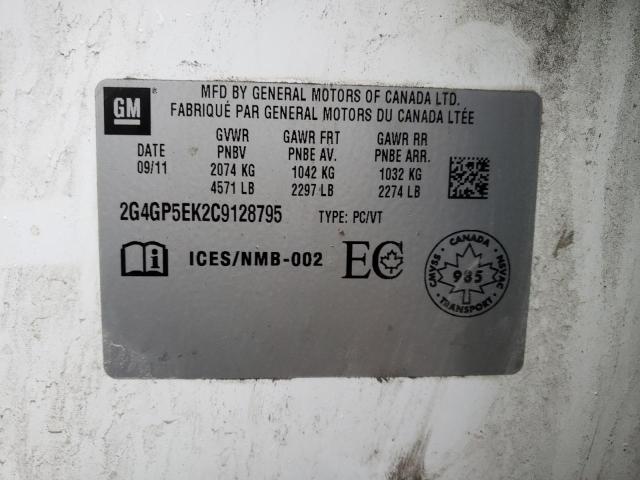 GM
MFD BY GENERAL MOTORS OF CANADA LTD.
FABRIQUÉ PAR GENERAL MOTORS DU CANADA LTÉE
GVWR GAWR FRT GAWR RR
DATE PNBV PNBE AV. PNBE ARR.
09/11 2074 KG 1042 KG 1032 KG
4571 LB 2297 LB 2274 LB
2G4GP5EK2C9128795 TYPE: PC/VT
i ICES/NMB-002 EC
CANADA
CMVSS 985 NSVAC
TRANSPORT